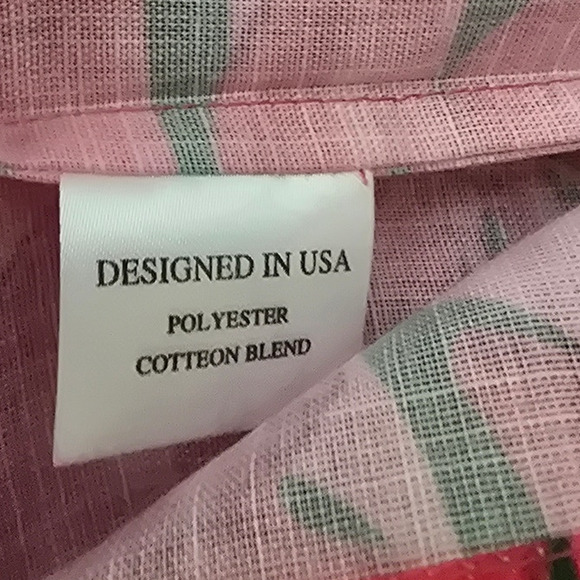 DESIGNED IN USA
POLYESTER
COTTEON BLEND